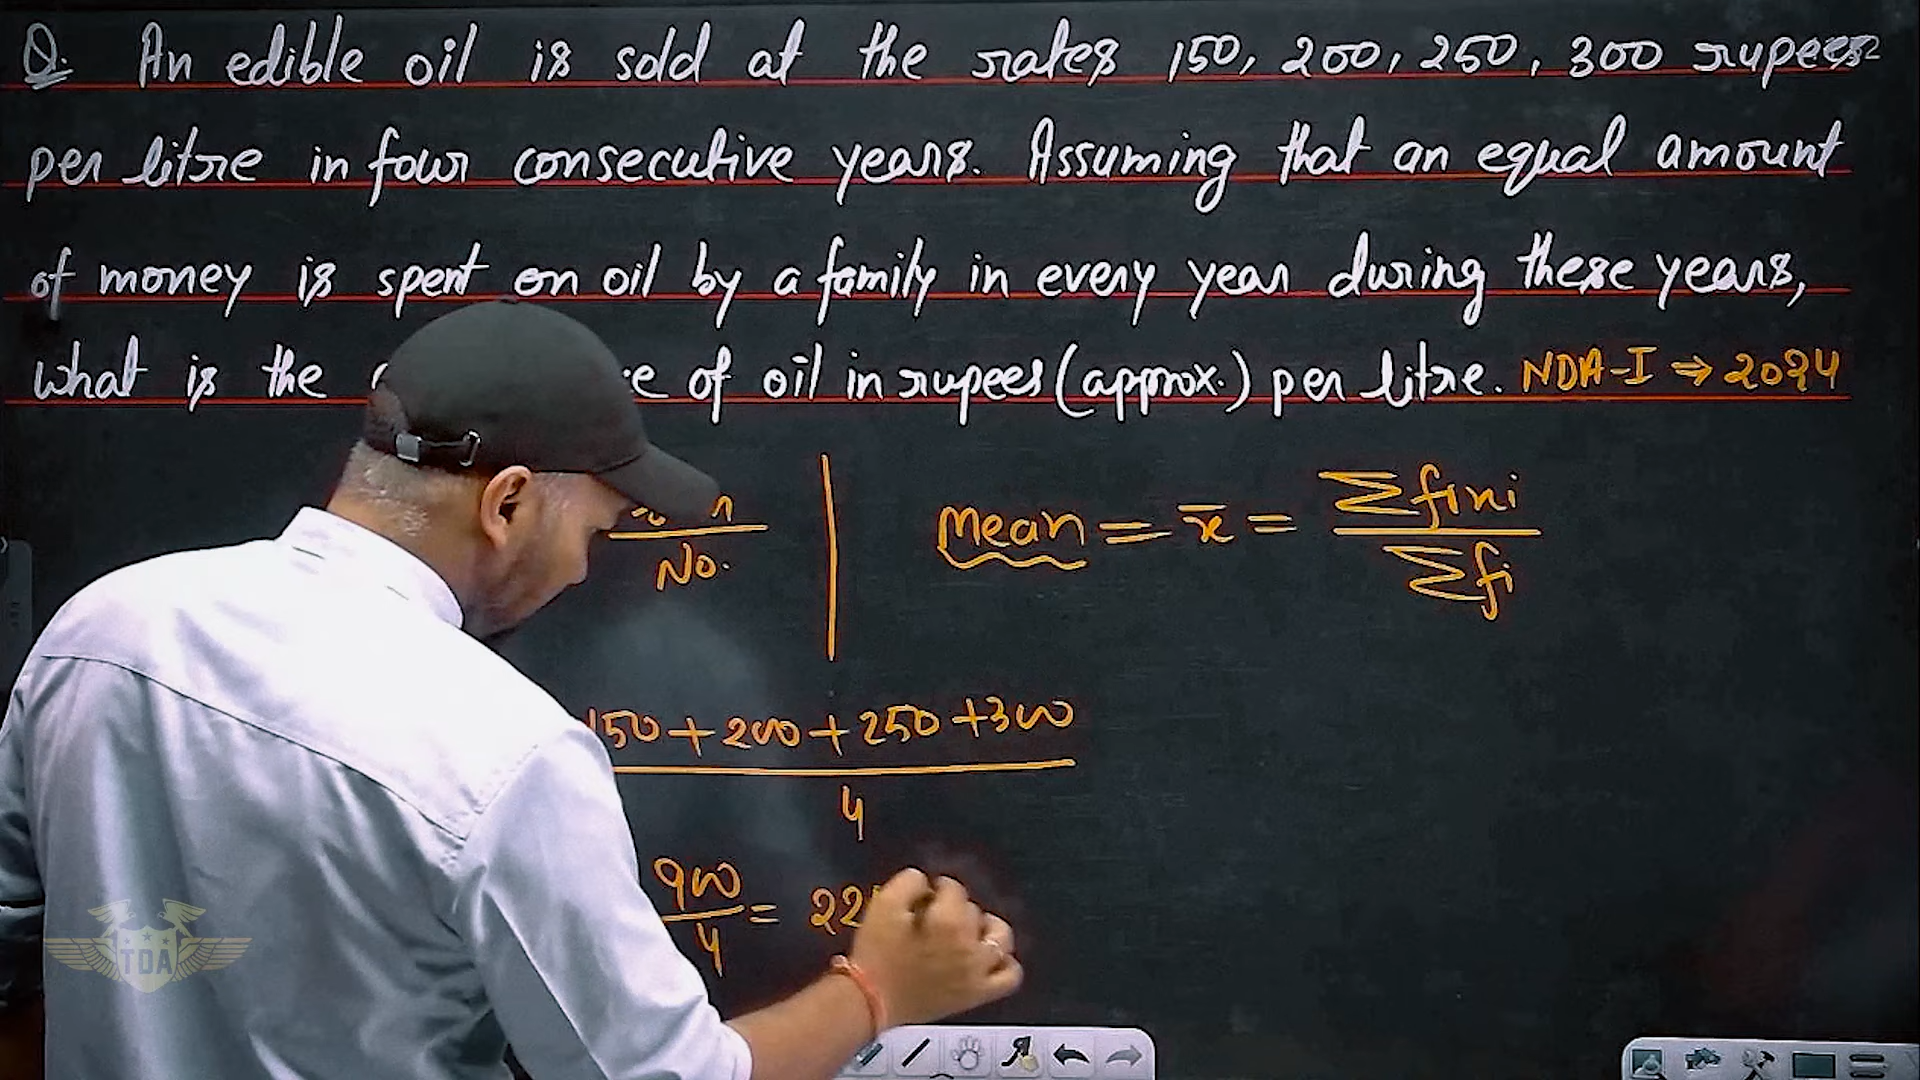 Q. An edible oil is sold at the rates 150, 200, 250, 300 rupees
per litre in four consecutive years. Assuming that an equal amount
of money is spent on oil by a family in every year during these years,
what is the of oil in rupees (approx.) per litre. NDA-I ⇒ 2024
No.
Mean = x̄ = Σfixi / Σfi
150 + 200 + 250 + 300
4
900 / 4 = 22
TDA